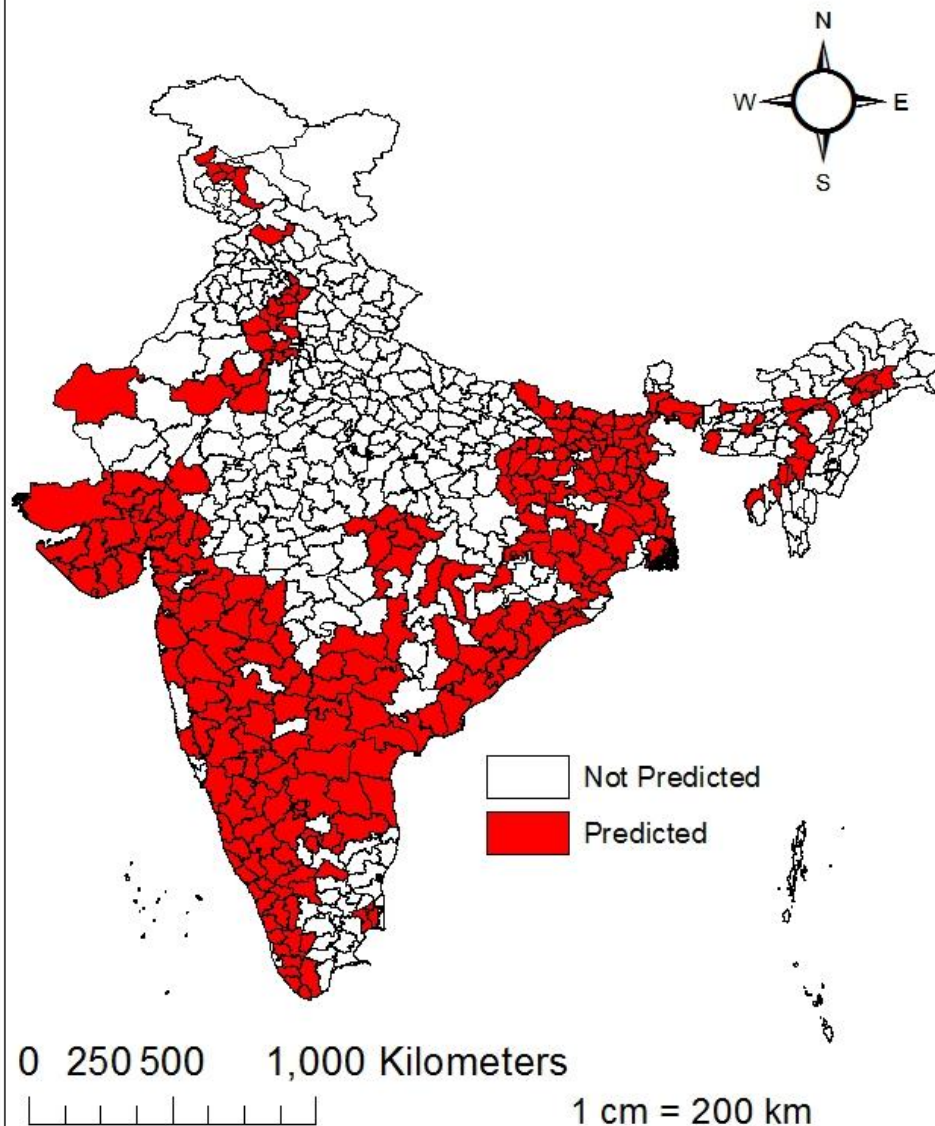 N
W E
S
Not Predicted
Predicted
0 250 500 1,000 Kilometers
1 cm = 200 km